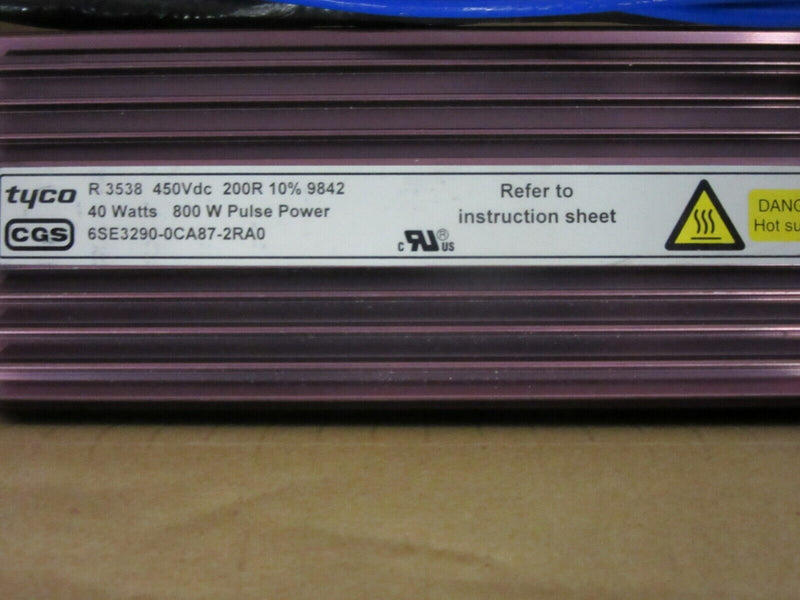 tyco R 3538 450Vdc 200R 10% 9842
40 Watts 800 W Pulse Power
CGS 6SE3290-0CA87-2RA0
Refer to
instruction sheet
c RU ® US
DANG
Hot su